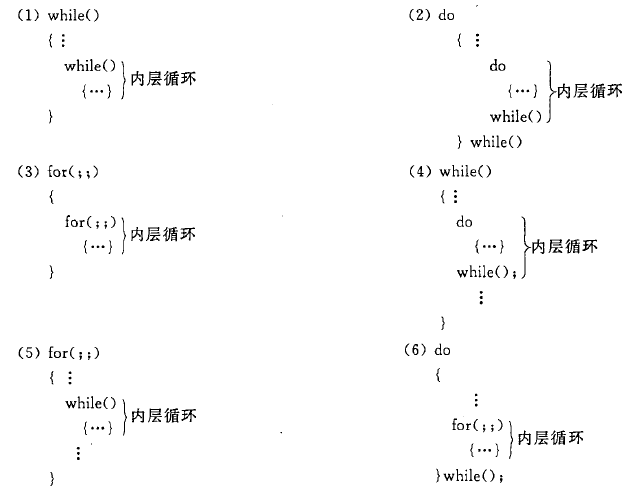 (1) while()
{ ⋮
while()
{…}
内层循环
}
(2) do
{ ⋮
do
{…}
while()
内层循环
} while()
(3) for(;;)
{
for(;;)
{…}
内层循环
}
(4) while()
{ ⋮
do
{…}
while();
内层循环
⋮
}
(5) for(;;)
{ ⋮
while()
{…}
内层循环
⋮
}
(6) do
{
⋮
for(;;)
{…}
内层循环
}while();